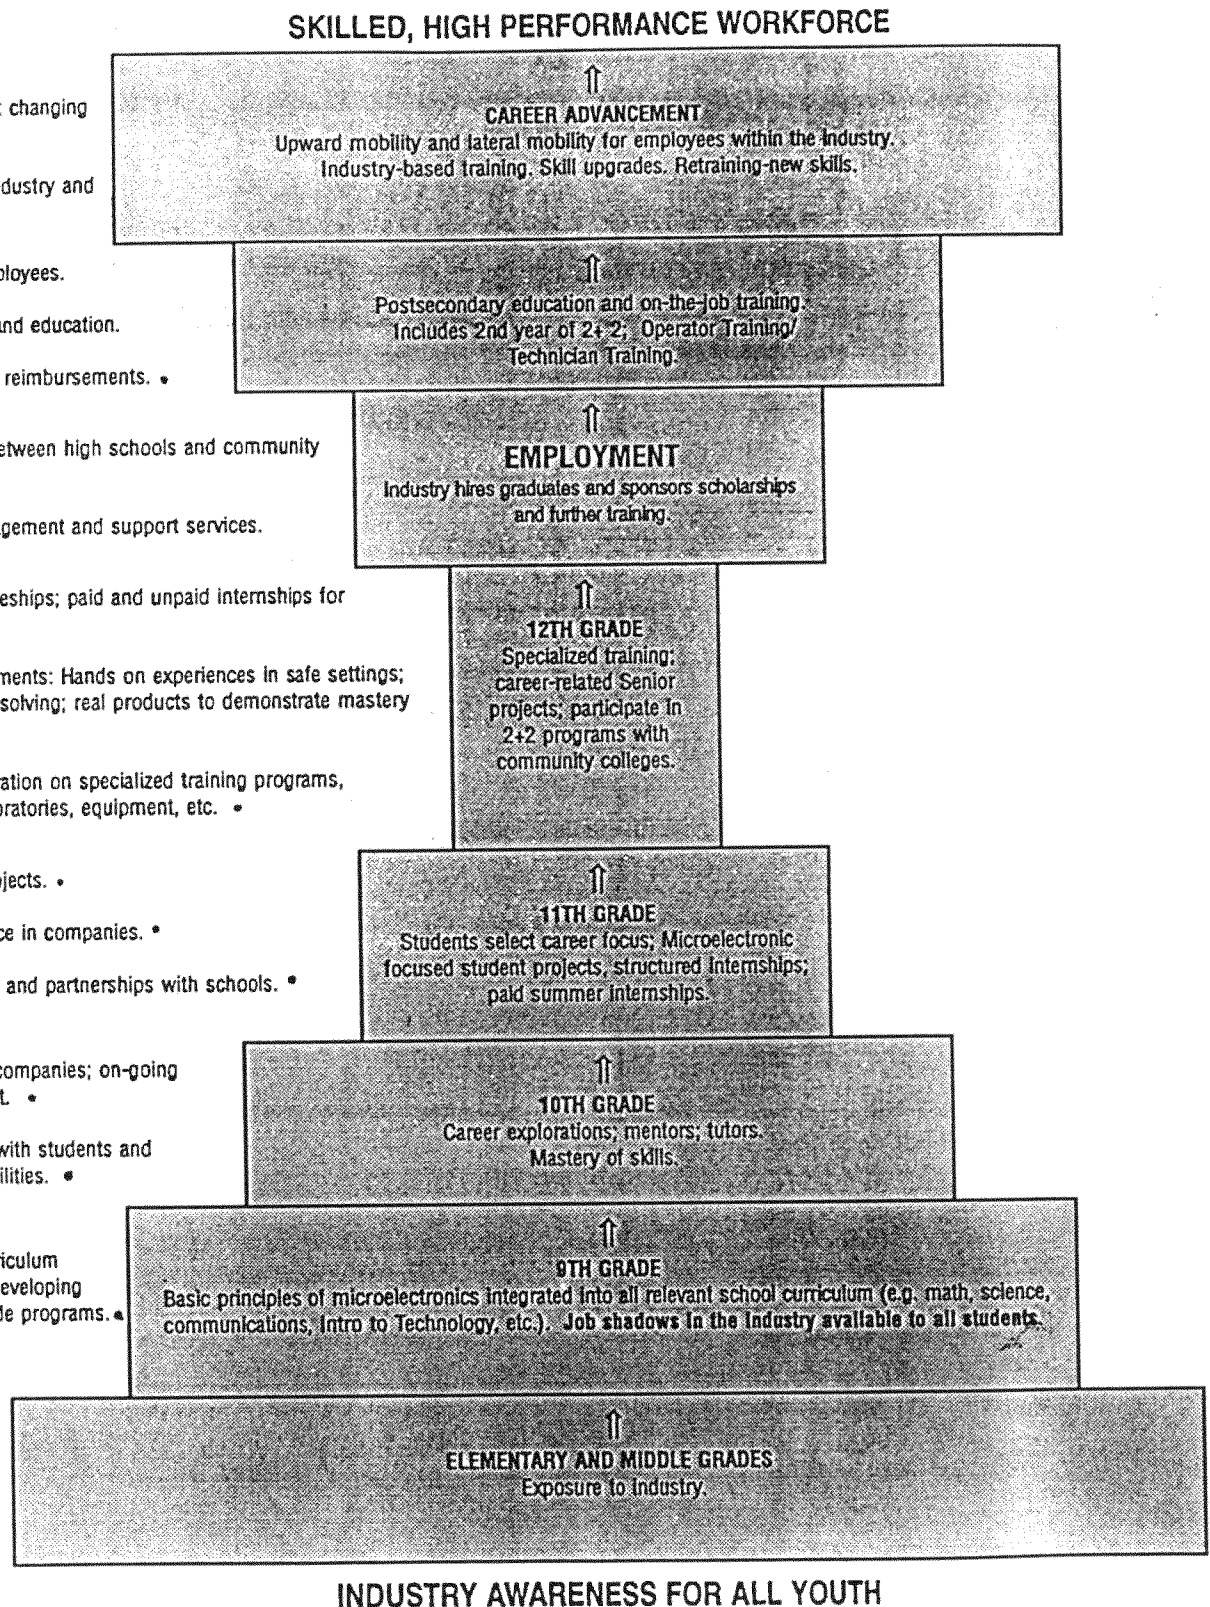 SKILLED, HIGH PERFORMANCE WORKFORCE
changing
CAREER ADVANCEMENT
Upward mobility and lateral mobility for employees within the Industry.
Industry-based training. Skill upgrades. Retraining-new skills.
dustry and
ployees.
Postsecondary education and on-the-job training.
Includes 2nd year of 2+2; Operator Training/
Technician Training.
nd education.
reimbursements. •
EMPLOYMENT
Industry hires graduates and sponsors scholarships
and further training.
etween high schools and community
gement and support services.
eships; paid and unpaid internships for
12TH GRADE
Specialized training;
career-related Senior
projects; participate in
2+2 programs with
community colleges.
ments: Hands on experiences in safe settings;
solving; real products to demonstrate mastery
ration on specialized training programs,
oratories, equipment, etc. •
ojects. •
11TH GRADE
Students select career focus; Microelectronic
focused student projects, structured internships;
paid summer internships.
ce in companies. •
and partnerships with schools. •
companies; on-going
t. •
10TH GRADE
Career explorations; mentors; tutors.
Mastery of skills.
with students and
ilities. •
9TH GRADE
Basic principles of microelectronics integrated into all relevant school curriculum (e.g. math, science,
communications, Intro to Technology, etc.). Job shadows in the Industry available to all students.
riculum
eveloping
de programs. •
ELEMENTARY AND MIDDLE GRADES
Exposure to Industry.
INDUSTRY AWARENESS FOR ALL YOUTH